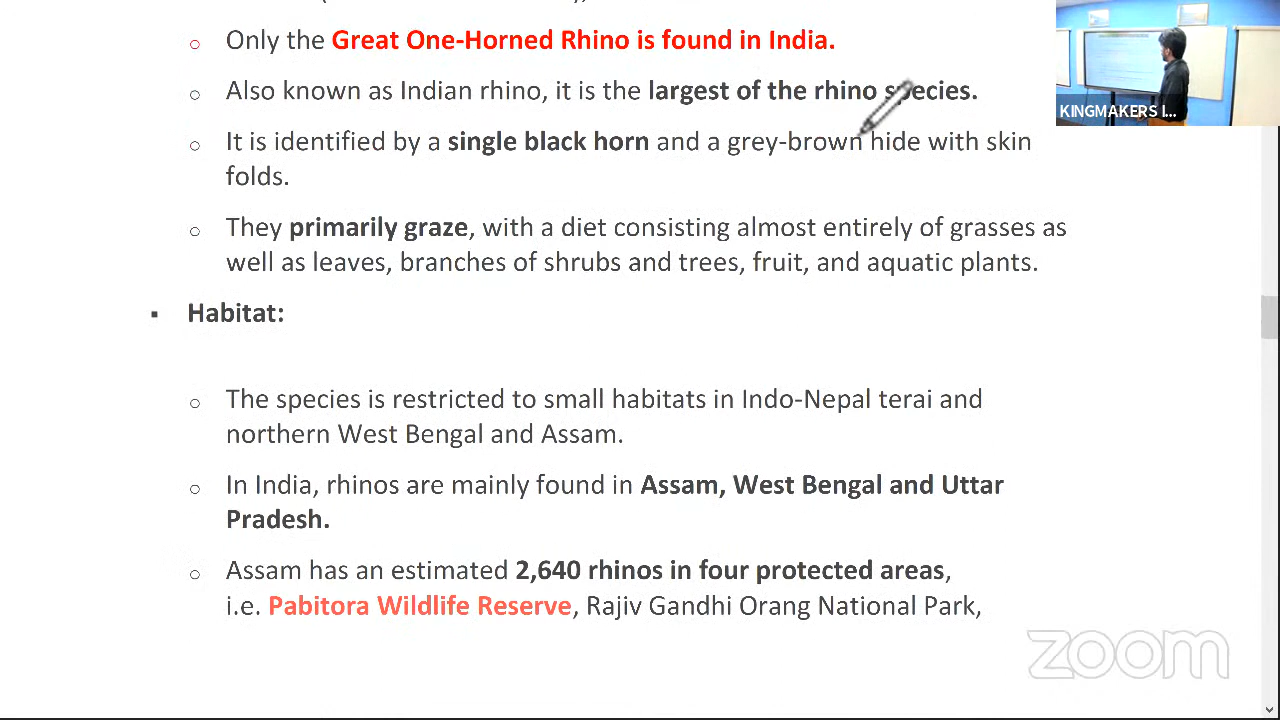 Only the Great One-Horned Rhino is found in India.
Also known as Indian rhino, it is the largest of the rhino species.
KINGMAKERS I...
It is identified by a single black horn and a grey-brown hide with skin
folds.
They primarily graze, with a diet consisting almost entirely of grasses as
well as leaves, branches of shrubs and trees, fruit, and aquatic plants.
Habitat:
The species is restricted to small habitats in Indo-Nepal terai and
northern West Bengal and Assam.
In India, rhinos are mainly found in Assam, West Bengal and Uttar
Pradesh.
Assam has an estimated 2,640 rhinos in four protected areas,
i.e. Pabitora Wildlife Reserve, Rajiv Gandhi Orang National Park,
zoom